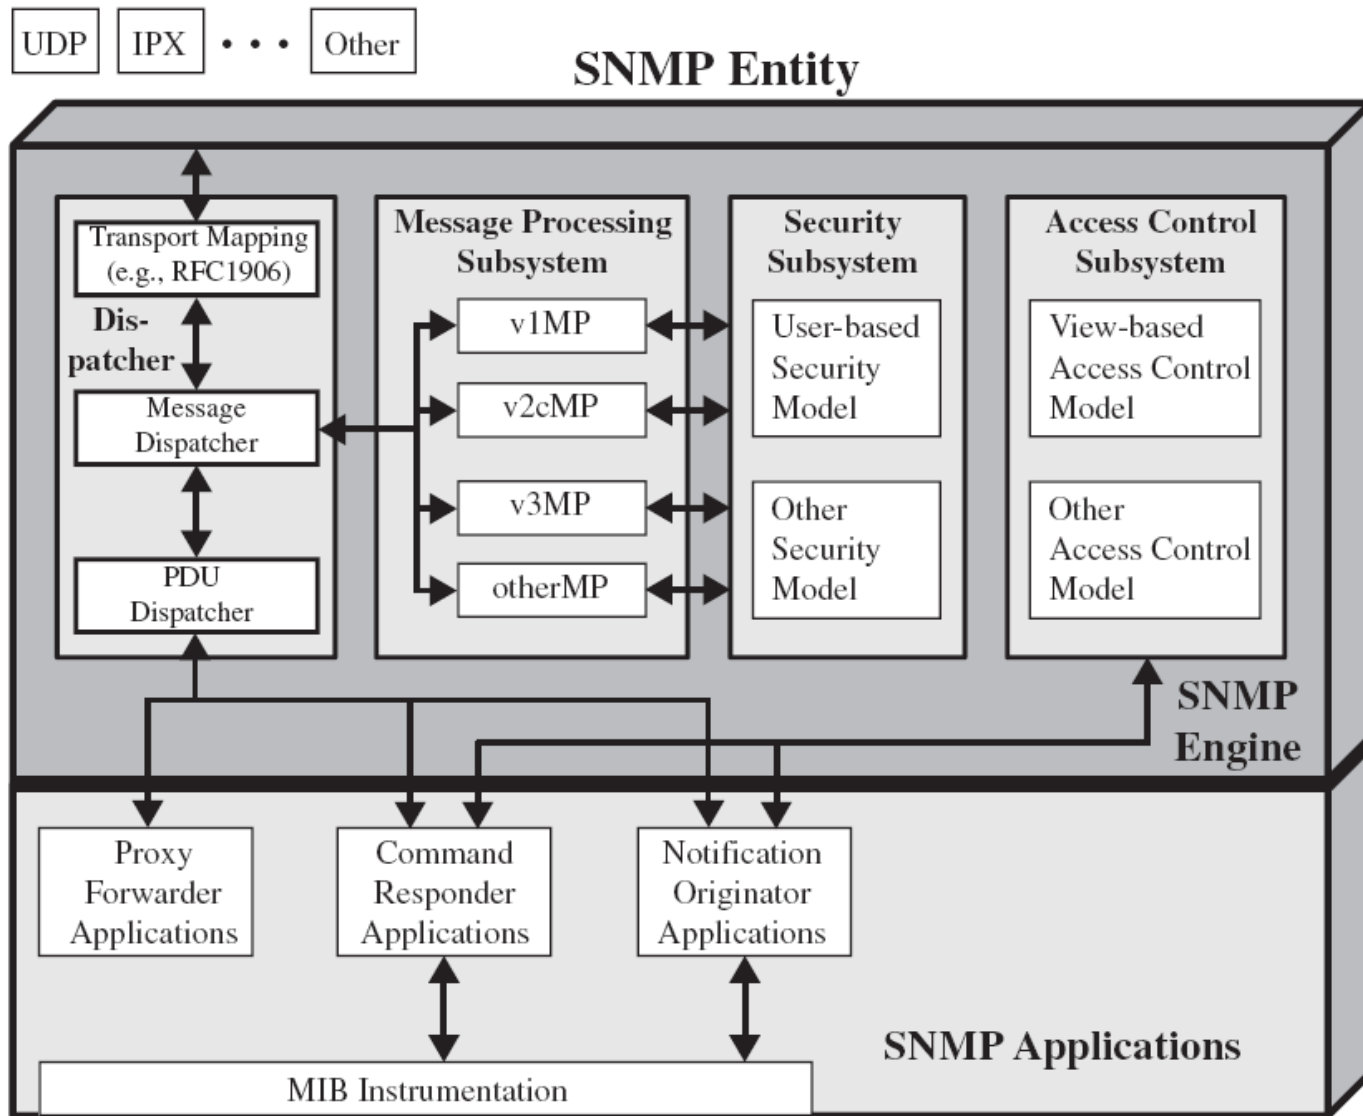 UDP
IPX
• • •
Other
SNMP Entity
Transport Mapping
(e.g., RFC1906)
Dis-
patcher
Message
Dispatcher
PDU
Dispatcher
Message Processing
Subsystem
v1MP
v2cMP
v3MP
otherMP
Security
Subsystem
User-based
Security
Model
Other
Security
Model
Access Control
Subsystem
View-based
Access Control
Model
Other
Access Control
Model
SNMP
Engine
Proxy
Forwarder
Applications
Command
Responder
Applications
Notification
Originator
Applications
SNMP Applications
MIB Instrumentation